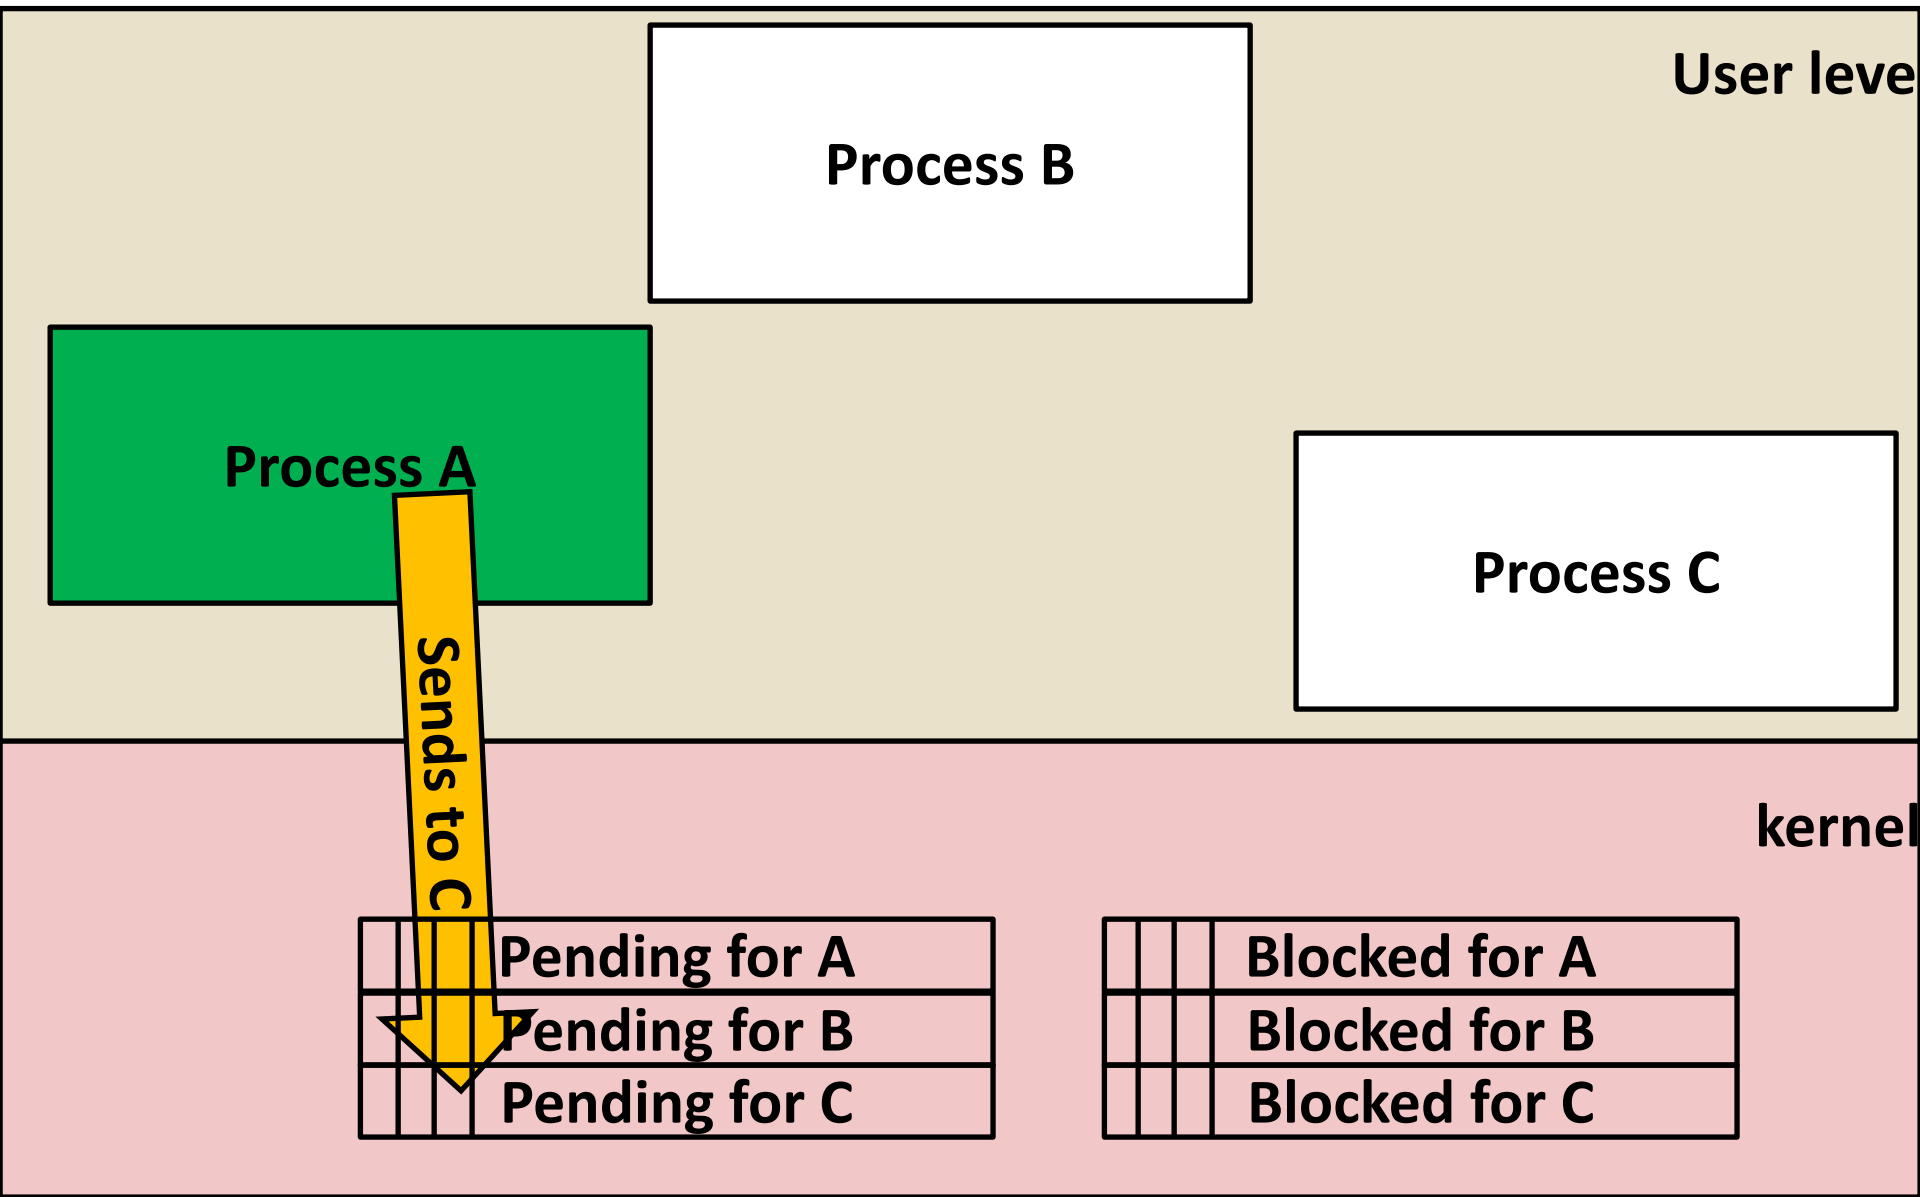 User leve
Process B
Process A
Process C
Sends to C
kernel
Pending for A
Pending for B
Pending for C
Blocked for A
Blocked for B
Blocked for C